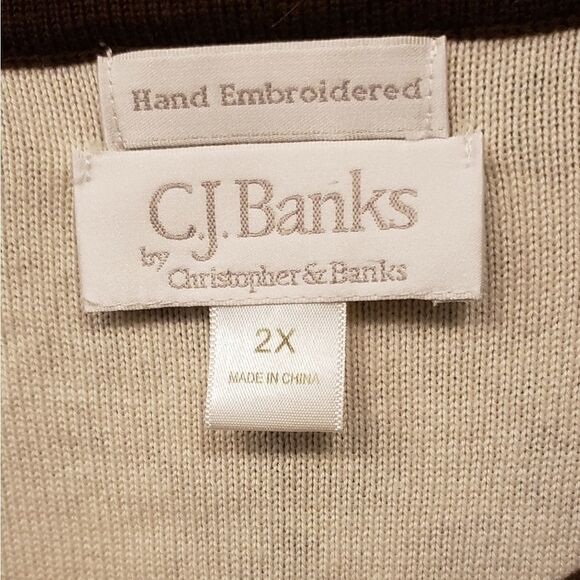 Hand Embroidered
C.J. Banks
by Christopher & Banks
2X
MADE IN CHINA